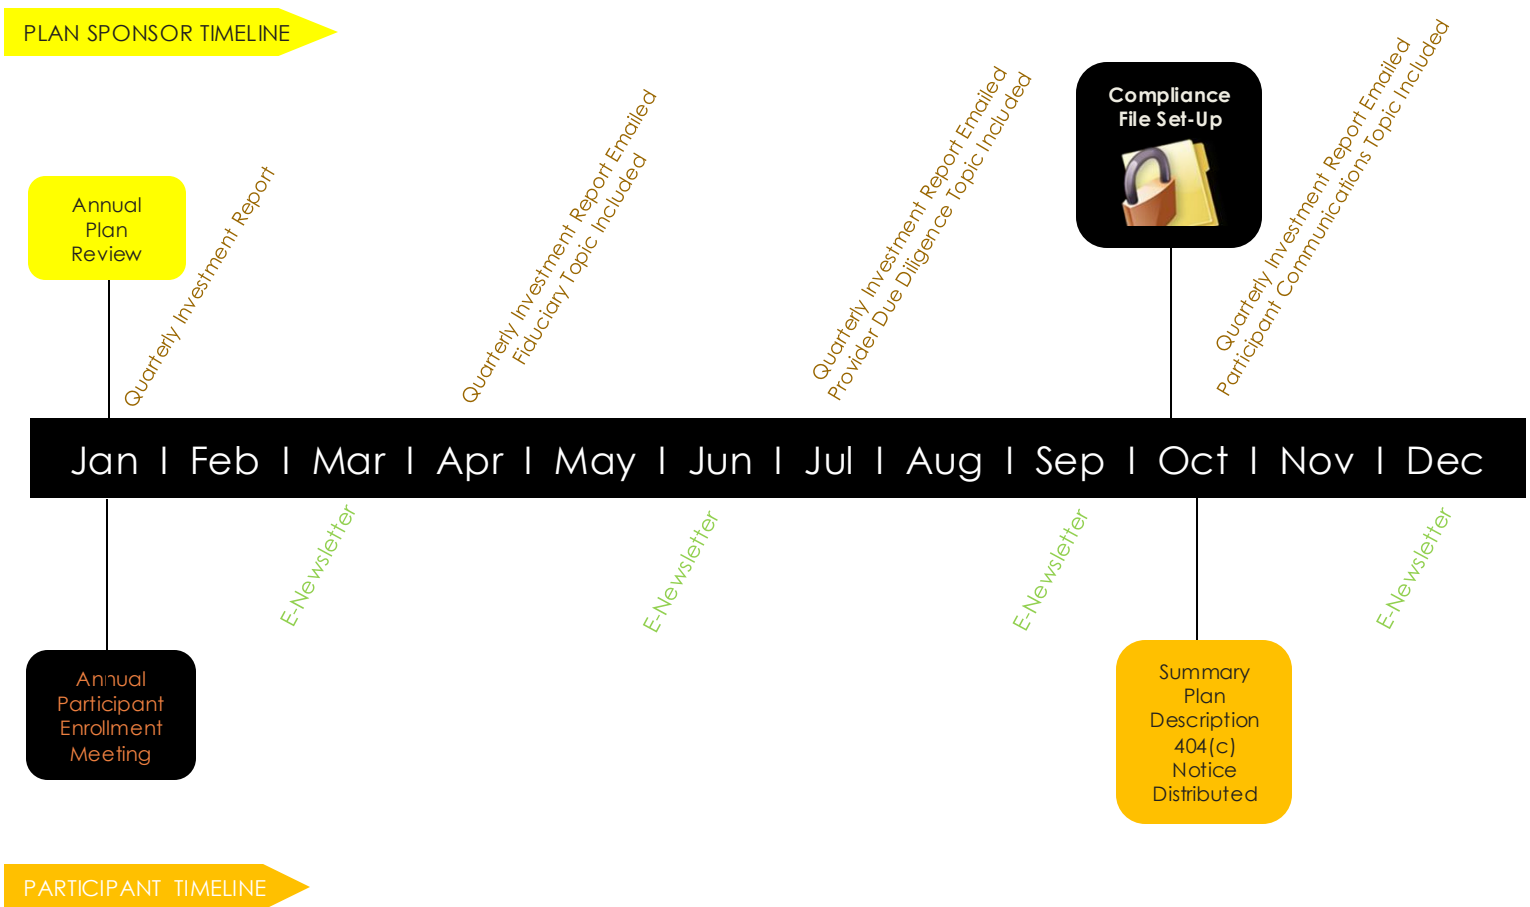 PLAN SPONSOR TIMELINE
Annual
Plan
Review
Quarterly Investment Report
Quarterly Investment Report Emailed
Fiduciary Topic Included
Quarterly Investment Report Emailed
Provider Due Diligence Topic Included
Compliance
File Set-Up
Quarterly Investment Report Emailed
Participant Communications Topic Included
Jan I Feb I Mar I Apr I May I Jun I Jul I Aug I Sep I Oct I Nov I Dec
E-Newsletter
E-Newsletter
E-Newsletter
E-Newsletter
Annual
Participant
Enrollment
Meeting
Summary
Plan
Description
404(c)
Notice
Distributed
PARTICIPANT TIMELINE